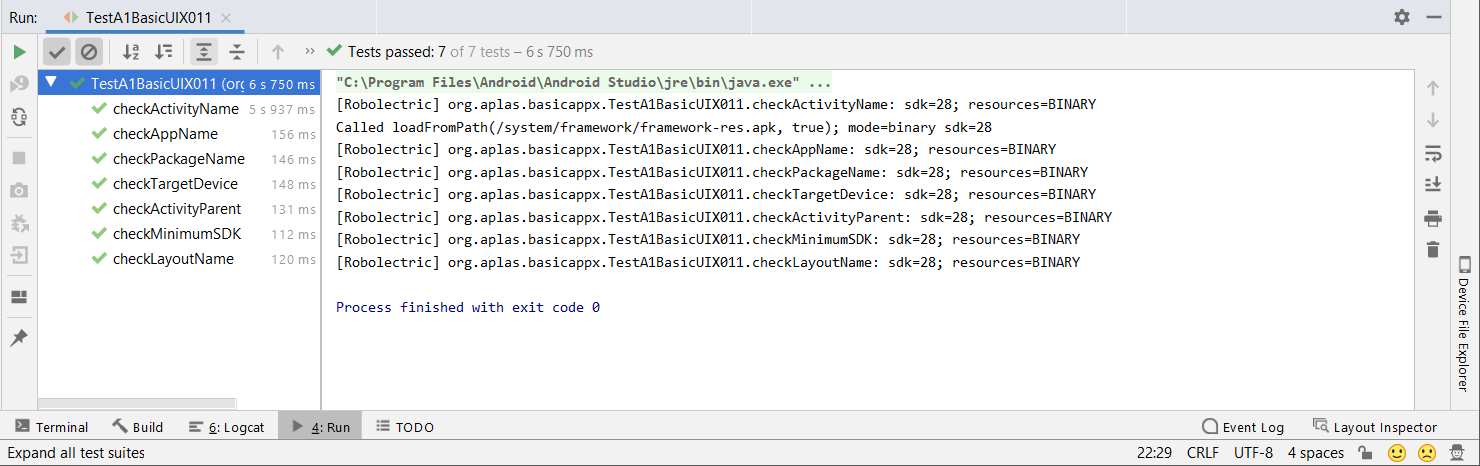 Run: TestA1BasicUIX011
Tests passed: 7 of 7 tests – 6 s 750 ms
TestA1BasicUIX011 (org 6 s 750 ms
checkActivityName 5 s 937 ms
checkAppName 156 ms
checkPackageName 146 ms
checkTargetDevice 148 ms
checkActivityParent 131 ms
checkMinimumSDK 112 ms
checkLayoutName 120 ms
"C:\Program Files\Android\Android Studio\jre\bin\java.exe" ...
[Robolectric] org.aplas.basicappx.TestA1BasicUIX011.checkActivityName: sdk=28; resources=BINARY
Called loadFromPath(/system/framework/framework-res.apk, true); mode=binary sdk=28
[Robolectric] org.aplas.basicappx.TestA1BasicUIX011.checkAppName: sdk=28; resources=BINARY
[Robolectric] org.aplas.basicappx.TestA1BasicUIX011.checkPackageName: sdk=28; resources=BINARY
[Robolectric] org.aplas.basicappx.TestA1BasicUIX011.checkTargetDevice: sdk=28; resources=BINARY
[Robolectric] org.aplas.basicappx.TestA1BasicUIX011.checkActivityParent: sdk=28; resources=BINARY
[Robolectric] org.aplas.basicappx.TestA1BasicUIX011.checkMinimumSDK: sdk=28; resources=BINARY
[Robolectric] org.aplas.basicappx.TestA1BasicUIX011.checkLayoutName: sdk=28; resources=BINARY
Process finished with exit code 0
Device File Explorer
Terminal Build 6: Logcat 4: Run TODO Event Log Layout Inspector
Expand all test suites 22:29 CRLF UTF-8 4 spaces